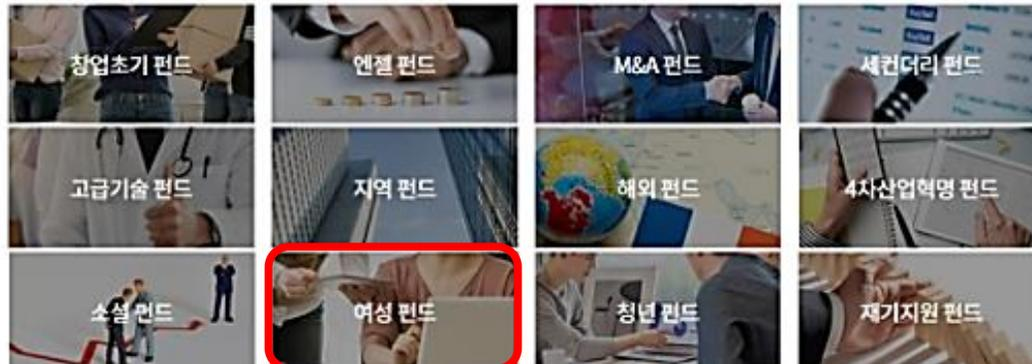 창업초기 펀드
엔젤 펀드
M&A 펀드
세컨더리 펀드
고급기술 펀드
지역 펀드
해외 펀드
4차산업혁명 펀드
소셜 펀드
여성 펀드
청년 펀드
재기지원 펀드